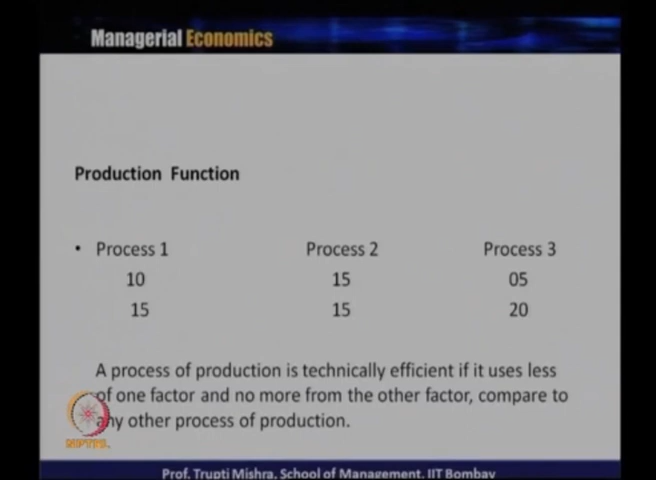 Managerial Economics
Production Function
• Process 1 Process 2 Process 3
10 15 05
15 15 20
A process of production is technically efficient if it uses less
of one factor and no more from the other factor, compare to
any other process of production.
NPTEL
Prof. Trupti Mishra, School of Management, IIT Bombay